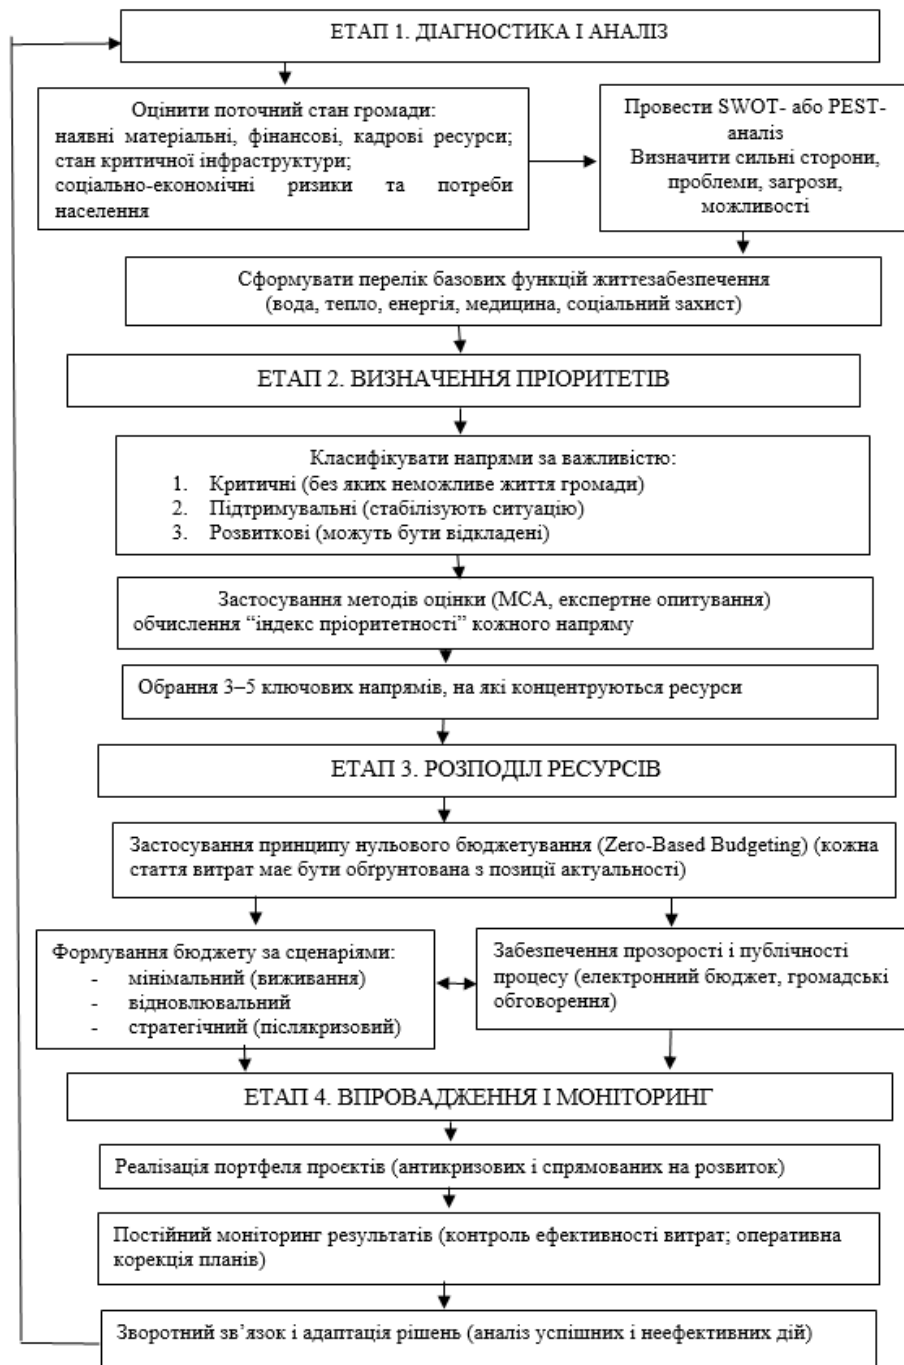 ЕТАП 1. ДІАГНОСТИКА І АНАЛІЗ
Оцінити поточний стан громади:
наявні матеріальні, фінансові, кадрові ресурси;
стан критичної інфраструктури;
соціально-економічні ризики та потреби
населення
Провести SWOT- або PEST-
аналіз
Визначити сильні сторони,
проблеми, загрози,
можливості
Сформувати перелік базових функцій життєзабезпечення
(вода, тепло, енергія, медицина, соціальний захист)
ЕТАП 2. ВИЗНАЧЕННЯ ПРІОРИТЕТІВ
Класифікувати напрями за важливістю:
1. Критичні (без яких неможливе життя громади)
2. Підтримувальні (стабілізують ситуацію)
3. Розвиткові (можуть бути відкладені)
Застосування методів оцінки (MCA, експертне опитування)
обчислення “індекс пріоритетності” кожного напряму
Обрання 3–5 ключових напрямів, на які концентруються ресурси
ЕТАП 3. РОЗПОДІЛ РЕСУРСІВ
Застосування принципу нульового бюджетування (Zero-Based Budgeting) (кожна
стаття витрат має бути обґрунтована з позиції актуальності)
Формування бюджету за сценаріями:
- мінімальний (виживання)
- відновлювальний
- стратегічний (післякризовий)
Забезпечення прозорості і публічності
процесу (електронний бюджет, громадські
обговорення)
ЕТАП 4. ВПРОВАДЖЕННЯ І МОНІТОРИНГ
Реалізація портфеля проєктів (антикризових і спрямованих на розвиток)
Постійний моніторинг результатів (контроль ефективності витрат; оперативна
корекція планів)
Зворотний зв’язок і адаптація рішень (аналіз успішних і неефективних дій)